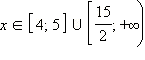 x ∈ [4; 5] ∪ [15/2; +∞)